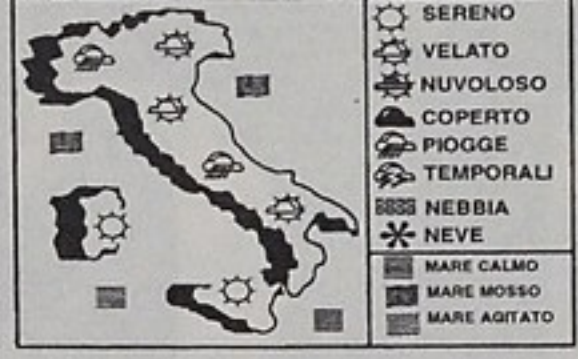 SERENO
VELATO
NUVOLOSO
COPERTO
PIOGGE
TEMPORALI
NEBBIA
NEVE
MARE CALMO
MARE MOSSO
MARE AGITATO